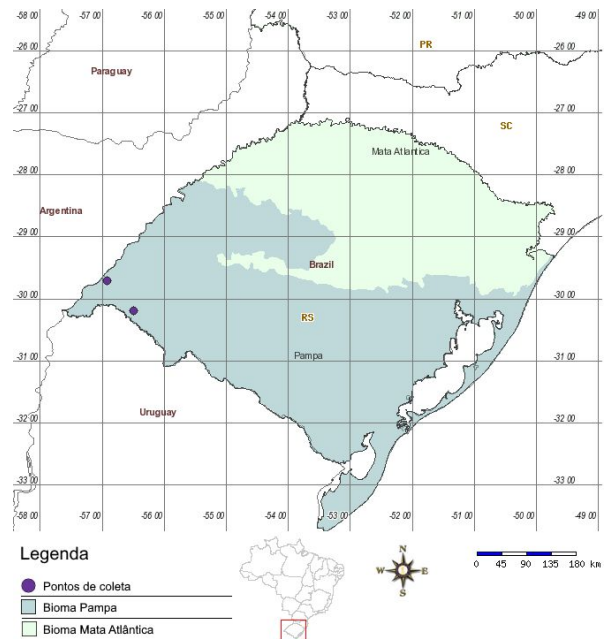 -58 00
-57 00
-56 00
-55 00
-54 00
-53 00
-52 00
-51 00
-50 00
-49 00
PR
-26 00
-26 00
Paraguay
-27 00
-27 00
SC
Mata Atlantica
-28 00
-28 00
Argentina
-29 00
-29 00
Brazil
-30 00
-30 00
RS
-31 00
-31 00
Pampa
Uruguay
-32 00
-32 00
-33 00
-33 00
-58 00
-57 00
-56 00
-55 00
-54 00
-53 00
-52 00
-51 00
-50 00
-49 00
Legenda
Pontos de coleta
Bioma Pampa
Bioma Mata Atlântica
N
W
E
S
0 45 90 135 180 km